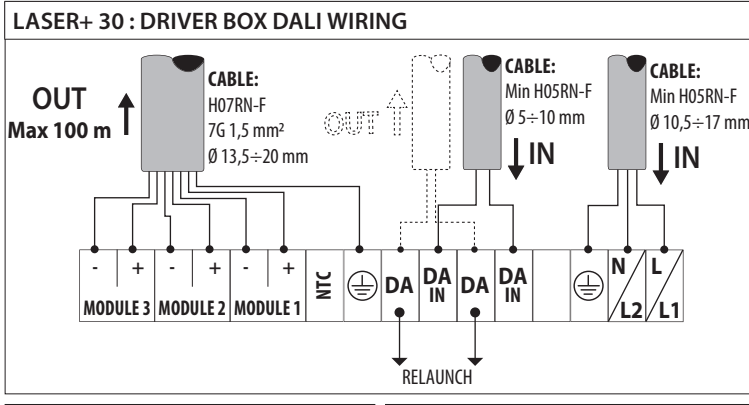 LASER+ 30 : DRIVER BOX DALI WIRING
OUT
Max 100 m
CABLE:
H07RN-F
7G 1,5 mm²
Ø 13,5÷20 mm
OUT
CABLE:
Min H05RN-F
Ø 5÷10 mm
IN
CABLE:
Min H05RN-F
Ø 10,5÷17 mm
IN
- + - + - +
MODULE 3 MODULE 2 MODULE 1
NTC
DA
DA IN
DA
DA IN
N L2
L L1
RELAUNCH